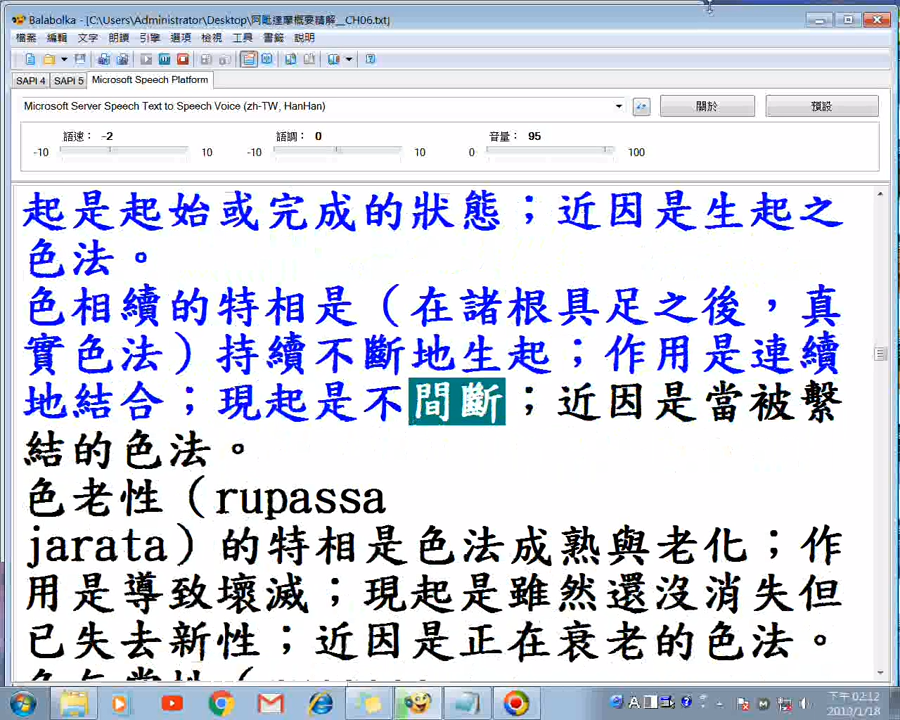 Balabolka - [C:\Users\Administrator\Desktop\阿毗達摩概要精解__CH06.txt]
檔案 編輯 文字 朗讀 引擎 選項 檢視 工具 書籤 說明
SAPI 4 SAPI 5 Microsoft Speech Platform
Microsoft Server Speech Text to Speech Voice (zh-TW, HanHan) 關於 預設
語速： -2 語調： 0 音量： 95
-10 10 -10 10 0 100
起是起始或完成的狀態；近因是生起之
色法。
色相續的特相是（在諸根具足之後，真
實色法）持續不斷地生起；作用是連續
地結合；現起是不間斷；近因是當被繫
結的色法。
色老性（rupassa
jarata）的特相是色法成熟與老化；作
用是導致壞滅；現起是雖然還沒消失但
已失去新性；近因是正在衰老的色法。
下午 02:12
2019/1/18